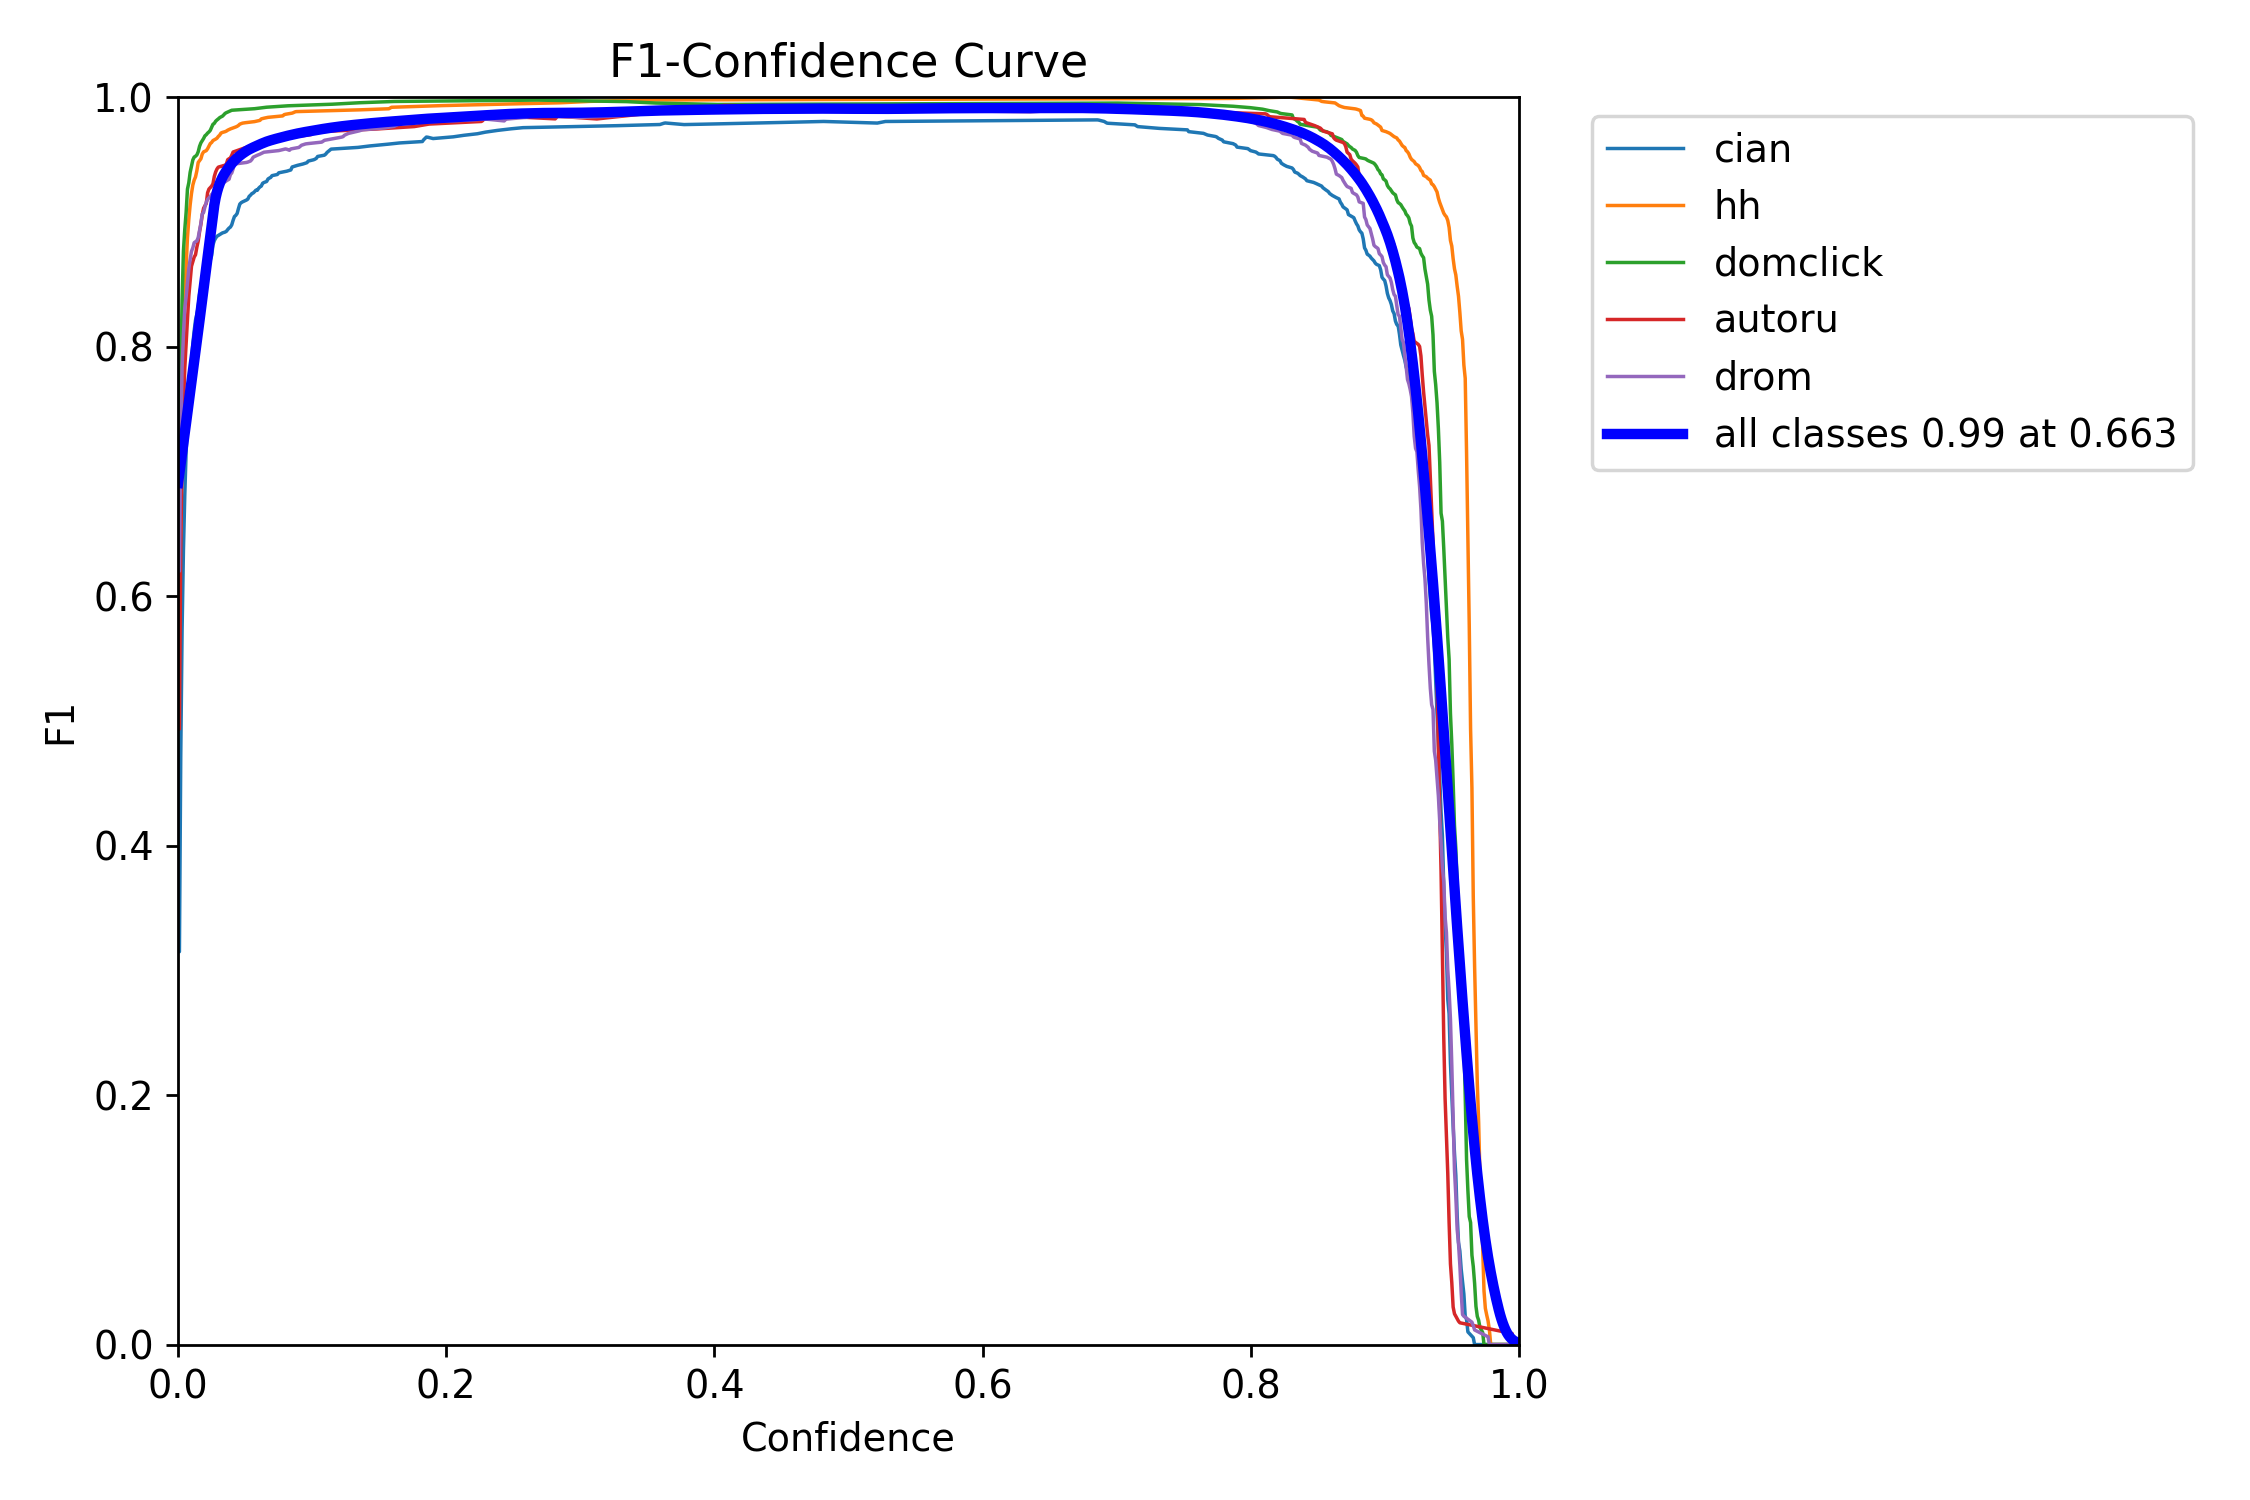 F1-Confidence Curve
1.0
0.8
0.6
0.4
0.2
0.0
F1
0.0 0.2 0.4 0.6 0.8 1.0
Confidence
cian
hh
domclick
autoru
drom
all classes 0.99 at 0.663